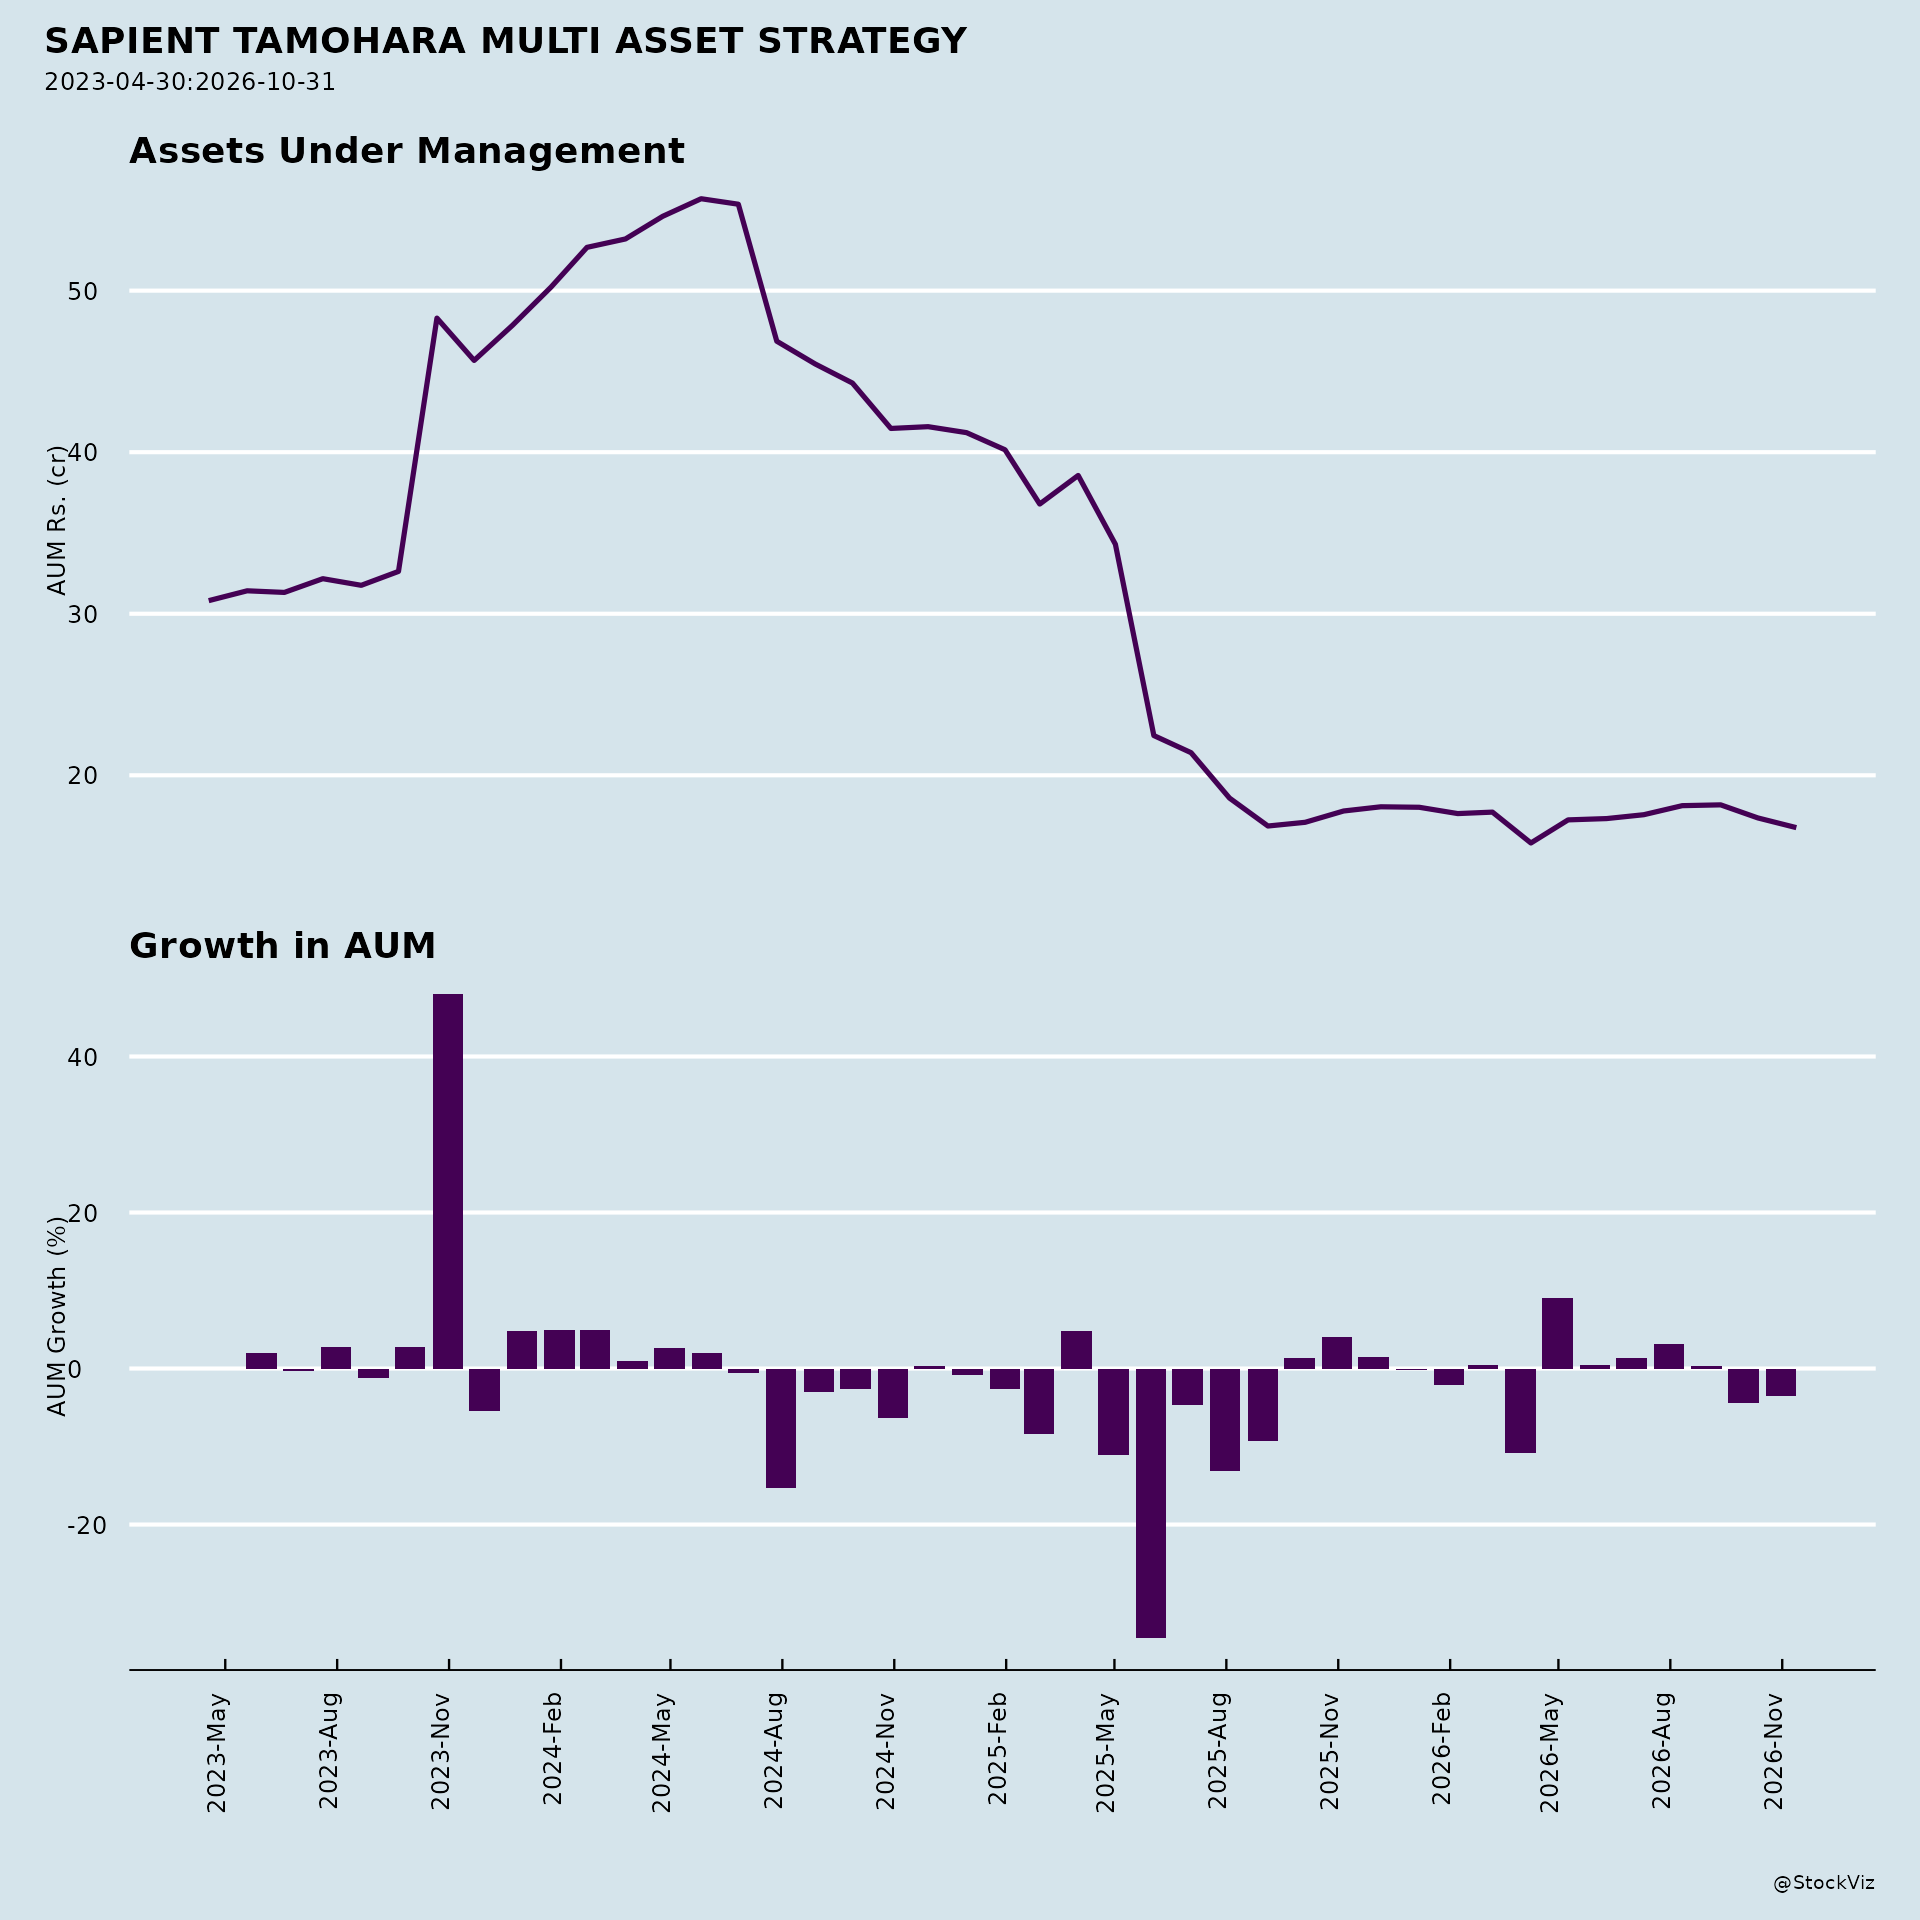 SAPIENT TAMOHARA MULTI ASSET STRATEGY
2023-04-30:2026-10-31
Assets Under Management
AUM Rs. (cr)
50
40
30
20
Growth in AUM
AUM Growth (%)
40
20
0
-20
2023-May
2023-Aug
2023-Nov
2024-Feb
2024-May
2024-Aug
2024-Nov
2025-Feb
2025-May
2025-Aug
2025-Nov
2026-Feb
2026-May
2026-Aug
2026-Nov
@StockViz